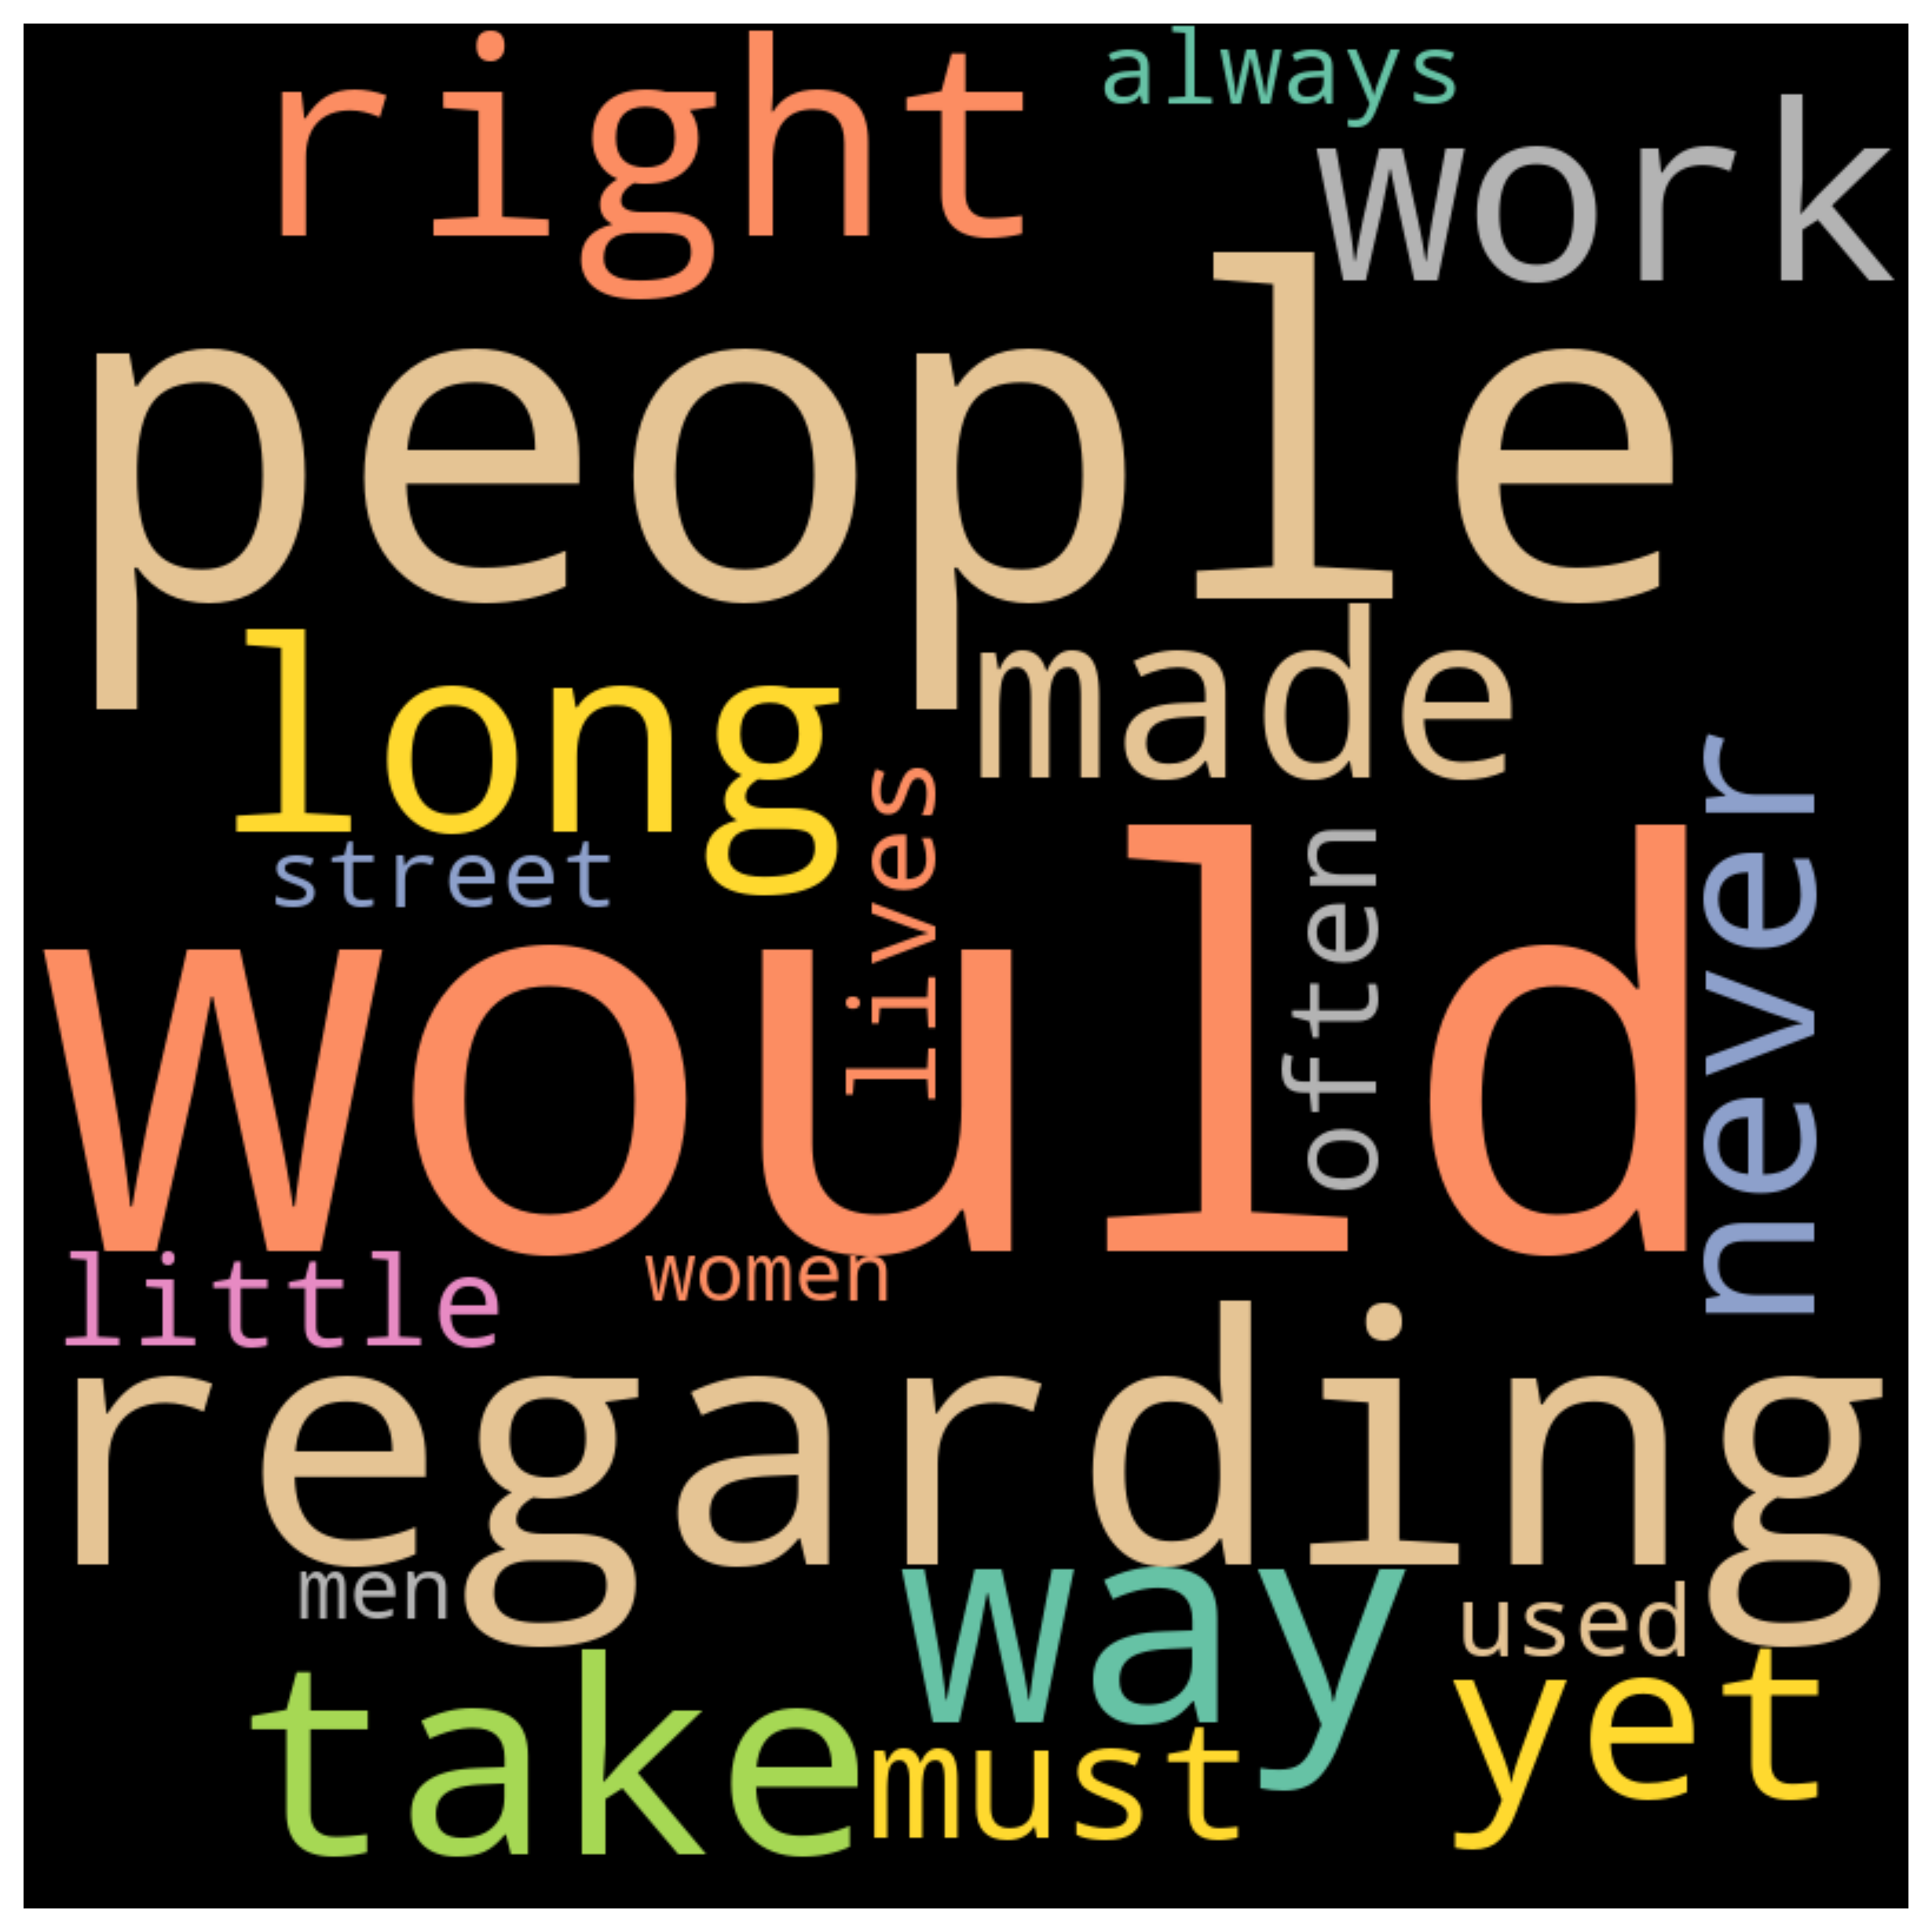 right
always
work
people
made
long
lives
street
often
never
would
little
women
regarding
men
way
used
take
must
yet